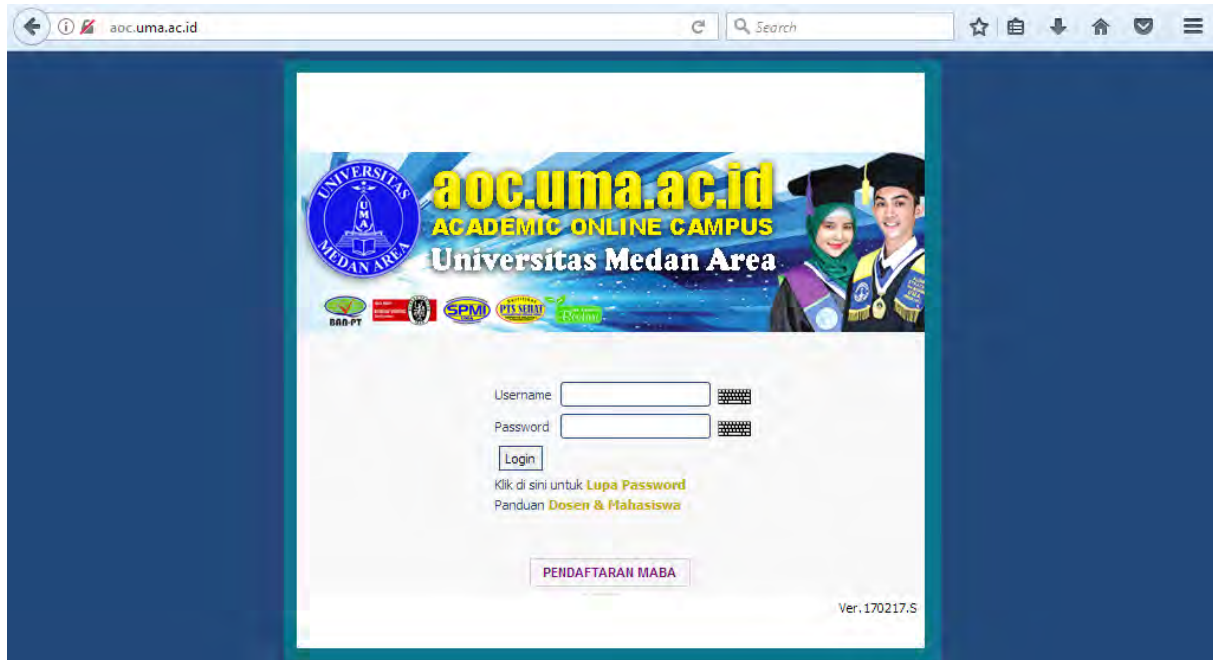 aoc.uma.ac.id
Search
UNIVERSITAS
UMA
MEDAN AREA
aoc.uma.ac.id
ACADEMIC ONLINE CAMPUS
Universitas Medan Area
BAN-PT
SPMI
PTS SEHAT
Username
Password
Login
Klik di sini untuk Lupa Password
Panduan Dosen & Mahasiswa
PENDAFTARAN MABA
Ver.170217.S